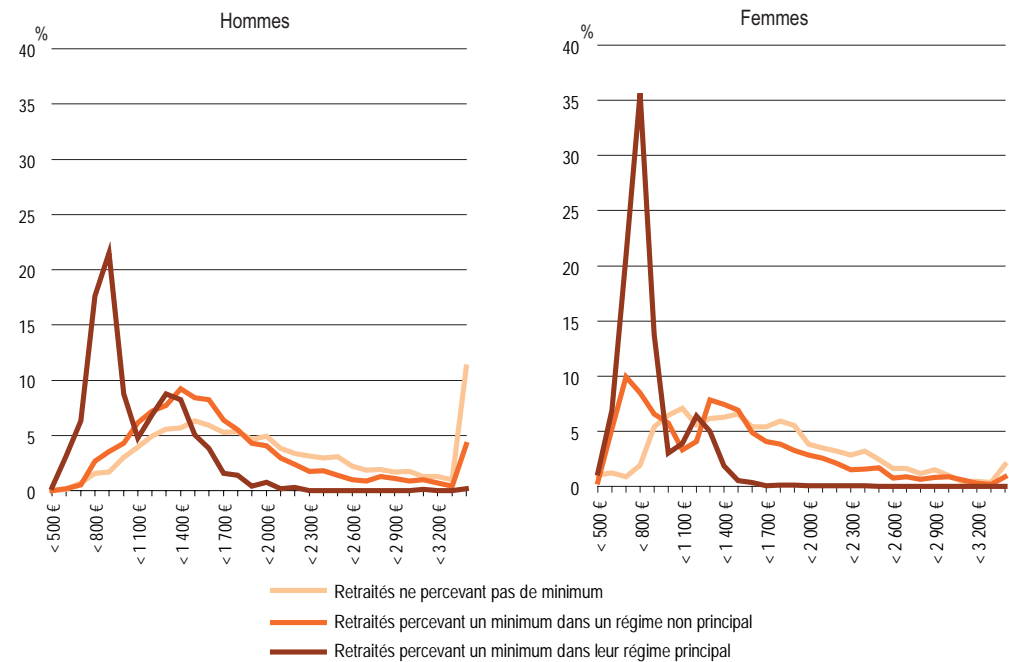 Hommes
%
40
35
30
25
20
15
10
5
0
< 500 €
< 800 €
< 1 100 €
< 1 400 €
< 1 700 €
< 2 000 €
< 2 300 €
< 2 600 €
< 2 900 €
< 3 200 €
Femmes
%
40
35
30
25
20
15
10
5
0
< 500 €
< 800 €
< 1 100 €
< 1 400 €
< 1 700 €
< 2 000 €
< 2 300 €
< 2 600 €
< 2 900 €
< 3 200 €
Retraités ne percevant pas de minimum
Retraités percevant un minimum dans un régime non principal
Retraités percevant un minimum dans leur régime principal